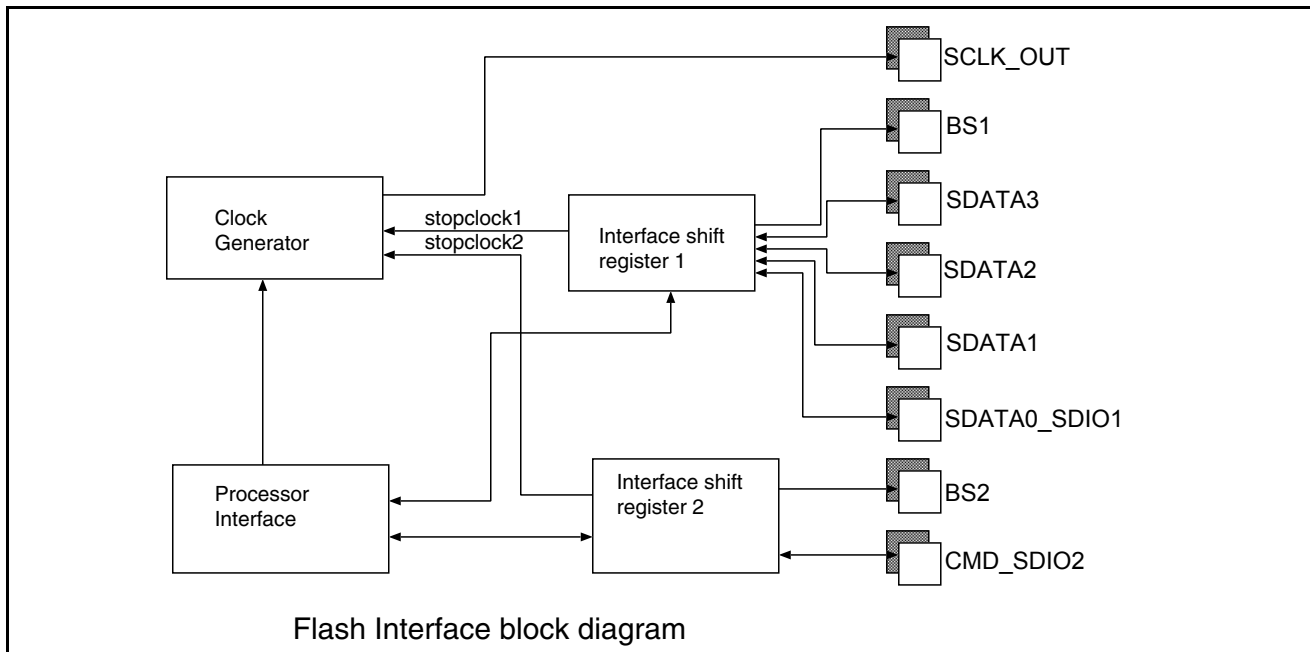 SCLK_OUT
BS1
SDATA3
Clock
Generator
stopclock1
stopclock2
Interface shift
register 1
SDATA2
SDATA1
SDATA0_SDIO1
Processor
Interface
Interface shift
register 2
BS2
CMD_SDIO2
Flash Interface block diagram